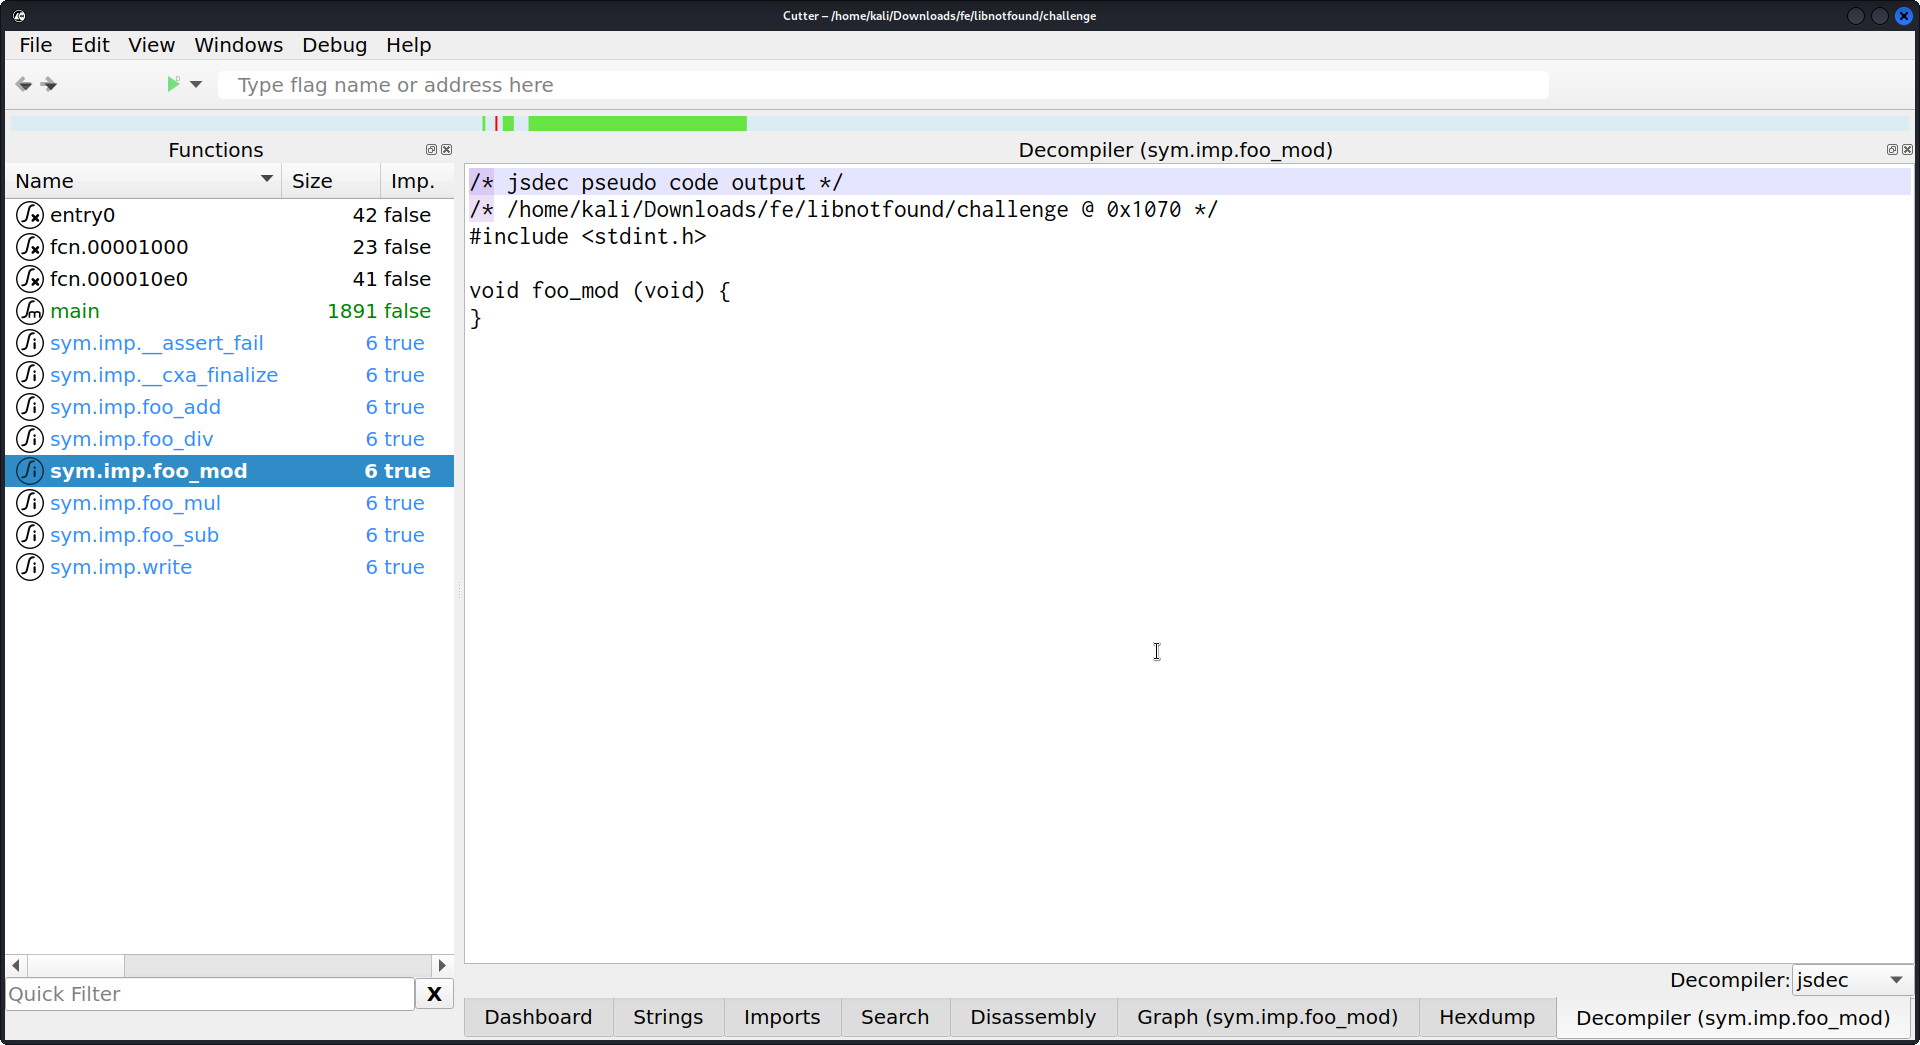 Cutter – /home/kali/Downloads/fe/libnotfound/challenge
File Edit View Windows Debug Help
Type flag name or address here
Functions
Name Size Imp.
entry0 42 false
fcn.00001000 23 false
fcn.000010e0 41 false
main 1891 false
sym.imp.__assert_fail 6 true
sym.imp.__cxa_finalize 6 true
sym.imp.foo_add 6 true
sym.imp.foo_div 6 true
sym.imp.foo_mod 6 true
sym.imp.foo_mul 6 true
sym.imp.foo_sub 6 true
sym.imp.write 6 true
Quick Filter X
Decompiler (sym.imp.foo_mod)
/* jsdec pseudo code output */
/* /home/kali/Downloads/fe/libnotfound/challenge @ 0x1070 */
#include <stdint.h>
void foo_mod (void) {
}
Decompiler: jsdec
Dashboard Strings Imports Search Disassembly Graph (sym.imp.foo_mod) Hexdump Decompiler (sym.imp.foo_mod)